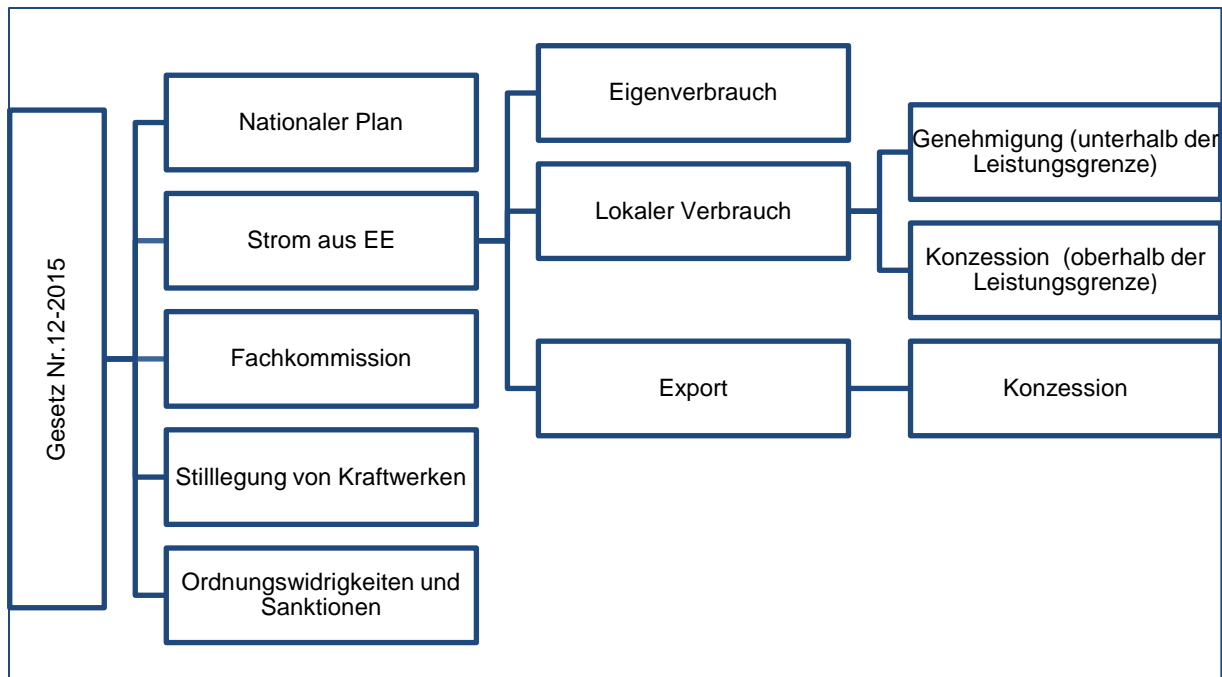 Gesetz Nr.12-2015
Nationaler Plan
Strom aus EE
Fachkommission
Stilllegung von Kraftwerken
Ordnungswidrigkeiten und
Sanktionen
Eigenverbrauch
Lokaler Verbrauch
Export
Genehmigung (unterhalb der
Leistungsgrenze)
Konzession (oberhalb der
Leistungsgrenze)
Konzession